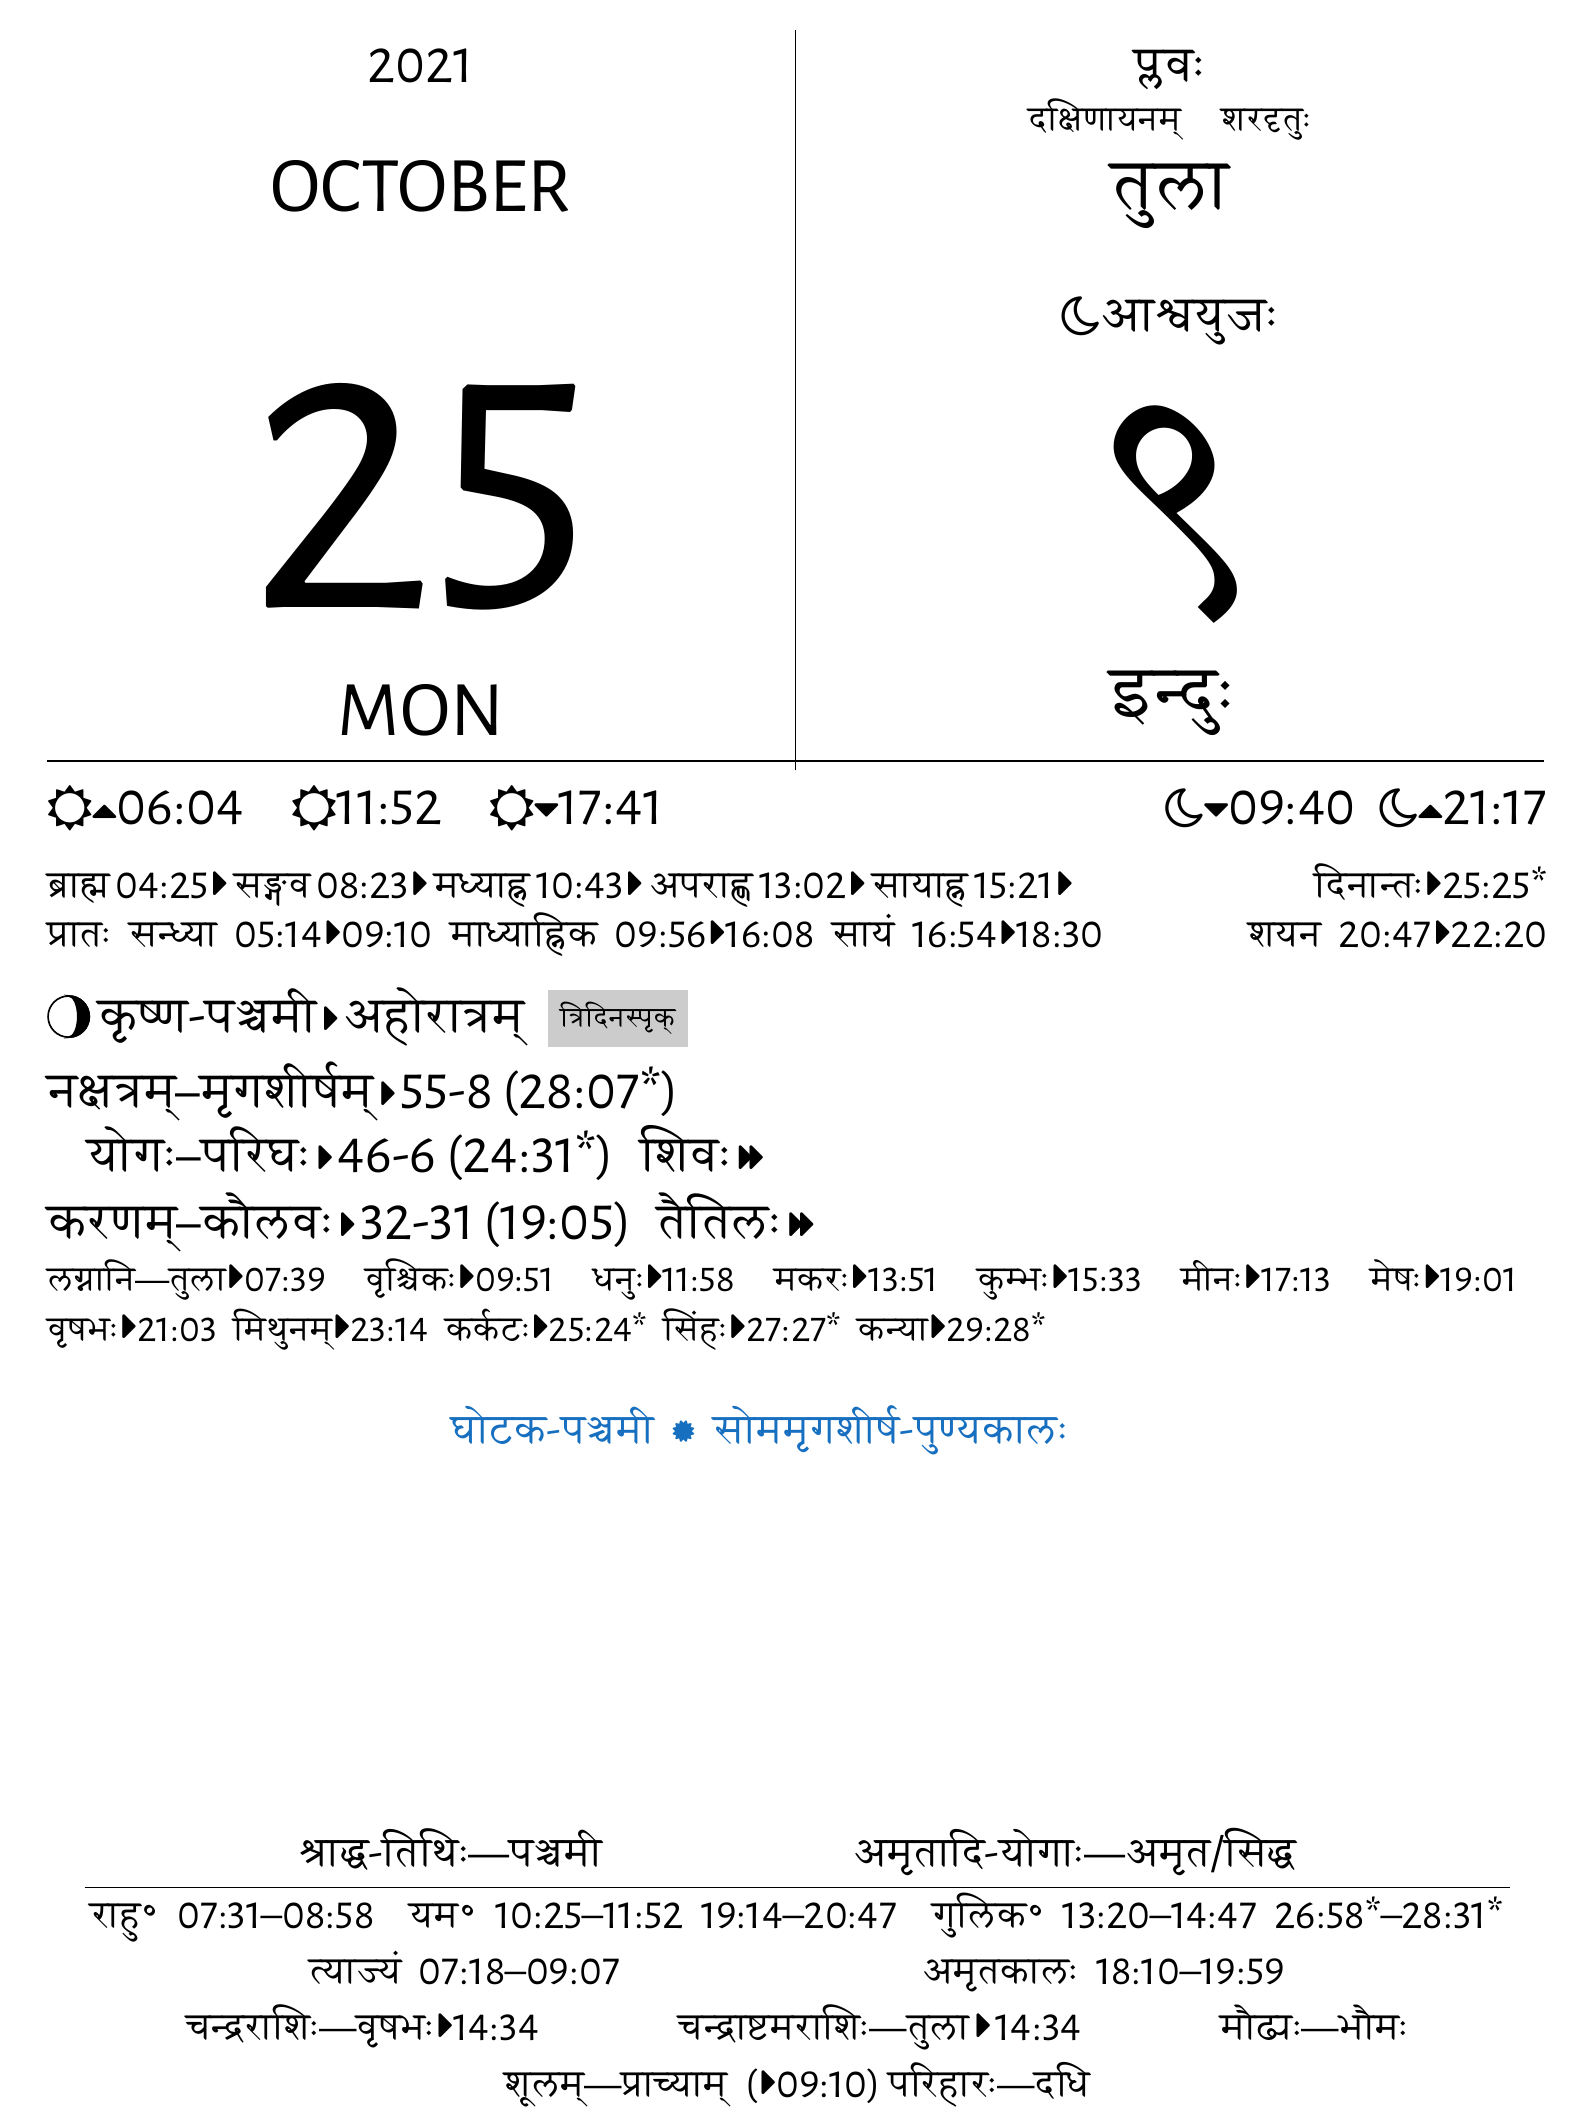 2021
OCTOBER
25
MON
प्लवः
दक्षिणायनम् शरदृतुः
तुला
आश्वयुजः
९
इन्दुः
06:04 11:52 17:41 09:40 21:17
ब्राह्म 04:25 सङ्गव 08:23 मध्याह्न 10:43 अपराह्ण 13:02 सायाह्न 15:21 दिनान्तः 25:25*
प्रातः सन्ध्या 05:14 09:10 माध्याह्निक 09:56 16:08 सायं 16:54 18:30 शयन 20:47 22:20
कृष्ण-पञ्चमी अहोरात्रम् त्रिदिनस्पृक्
नक्षत्रम्–मृगशीर्षम् 55-8 (28:07*)
योगः–परिघः 46-6 (24:31*) शिवः
करणम्–कौलवः 32-31 (19:05) तैतिलः
लग्नानि—तुला 07:39 वृश्चिकः 09:51 धनुः 11:58 मकरः 13:51 कुम्भः 15:33 मीनः 17:13 मेषः 19:01
वृषभः 21:03 मिथुनम् 23:14 कर्कटः 25:24* सिंहः 27:27* कन्या 29:28*
घोटक-पञ्चमी सोममृगशीर्ष-पुण्यकालः
श्राद्ध-तिथिः—पञ्चमी अमृतादि-योगाः—अमृत/सिद्ध
राहु॰ 07:31–08:58 यम॰ 10:25–11:52 19:14–20:47 गुलिक॰ 13:20–14:47 26:58*–28:31*
त्याज्यं 07:18–09:07 अमृतकालः 18:10–19:59
चन्द्रराशिः—वृषभः 14:34 चन्द्राष्टमराशिः—तुला 14:34 मौढ्यः—भौमः
शूलम्—प्राच्याम् (09:10) परिहारः—दधि